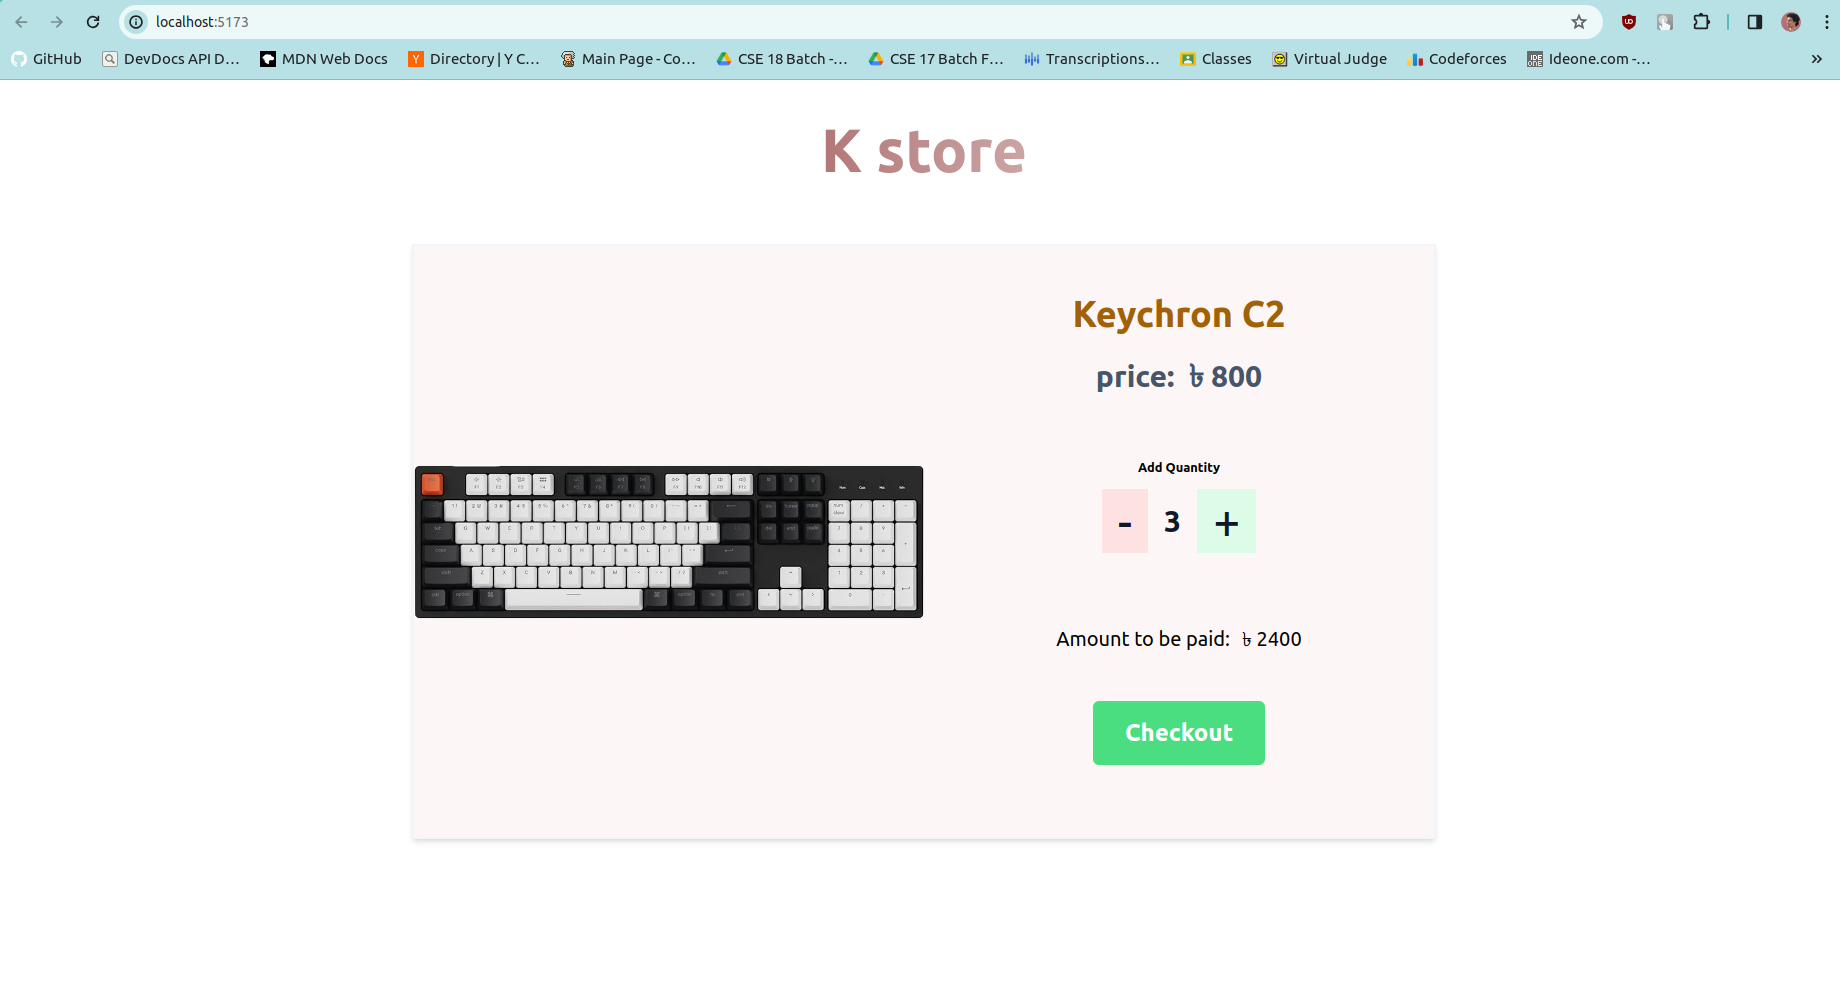 localhost:5173
GitHub DevDocs API D... MDN Web Docs Directory | Y C... Main Page - Co... CSE 18 Batch -... CSE 17 Batch F... Transcriptions... Classes Virtual Judge Codeforces Ideone.com -...
K store
Keychron C2
price: ৳ 800
Add Quantity
- 3 +
Amount to be paid: ৳ 2400
Checkout